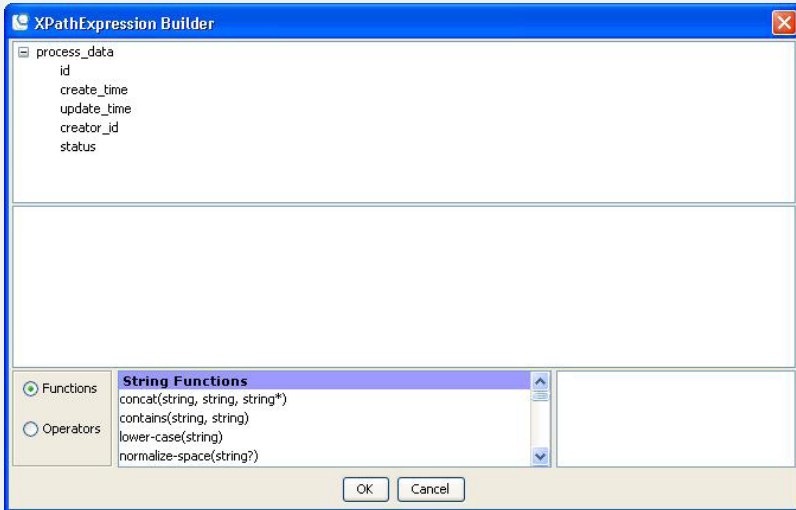 XPathExpression Builder
process_data
id
create_time
update_time
creator_id
status
Functions
Operators
String Functions
concat(string, string, string*)
contains(string, string)
lower-case(string)
normalize-space(string?)
OK
Cancel